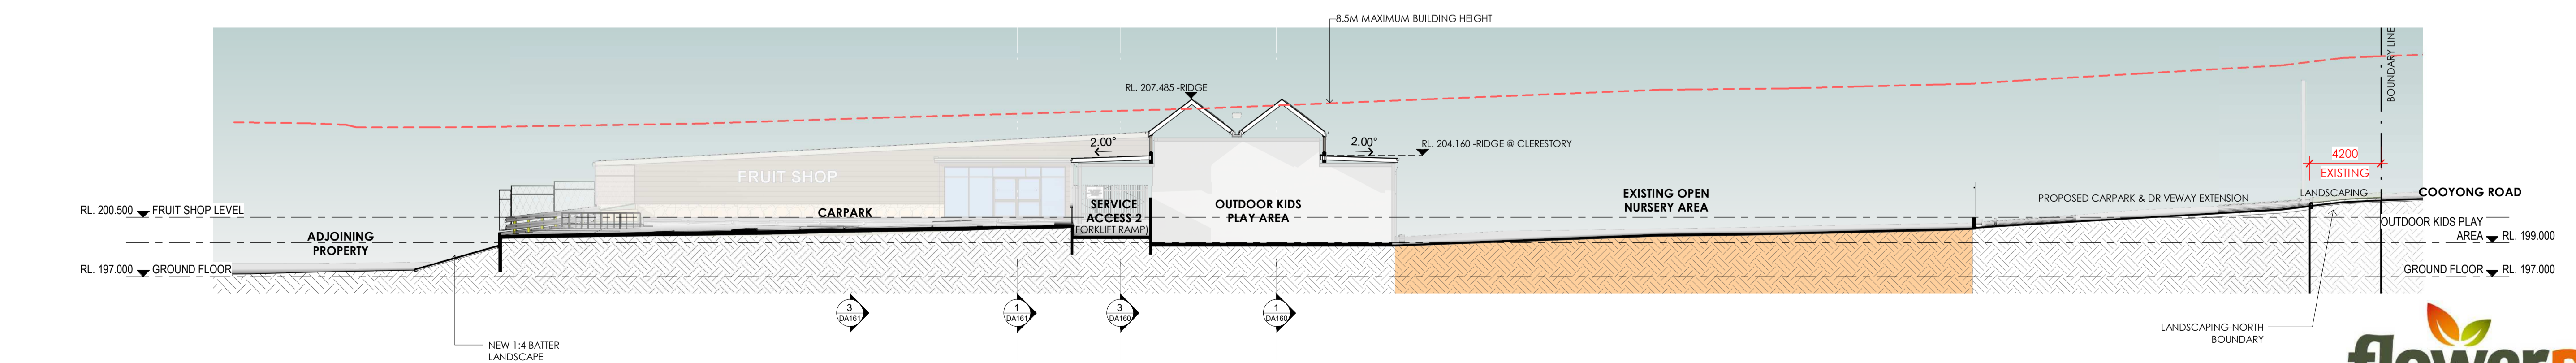 8.5M MAXIMUM BUILDING HEIGHT
BOUNDARY LINE
RL. 207.485 -RIDGE
2.00°
2.00°
RL. 204.160 -RIDGE @ CLERESTORY
4200
EXISTING
FRUIT SHOP
EXISTING OPEN
NURSERY AREA
PROPOSED CARPARK & DRIVEWAY EXTENSION
LANDSCAPING
COOYONG ROAD
RL. 200.500
FRUIT SHOP LEVEL
CARPARK
SERVICE
ACCESS 2
(FORKLIFT RAMP)
OUTDOOR KIDS
PLAY AREA
OUTDOOR KIDS PLAY
AREA
RL. 199.000
ADJOINING
PROPERTY
RL. 197.000
GROUND FLOOR
GROUND FLOOR
RL. 197.000
3
DA161
1
DA161
3
DA160
1
DA160
NEW 1:4 BATTER
LANDSCAPE
LANDSCAPING-NORTH
BOUNDARY